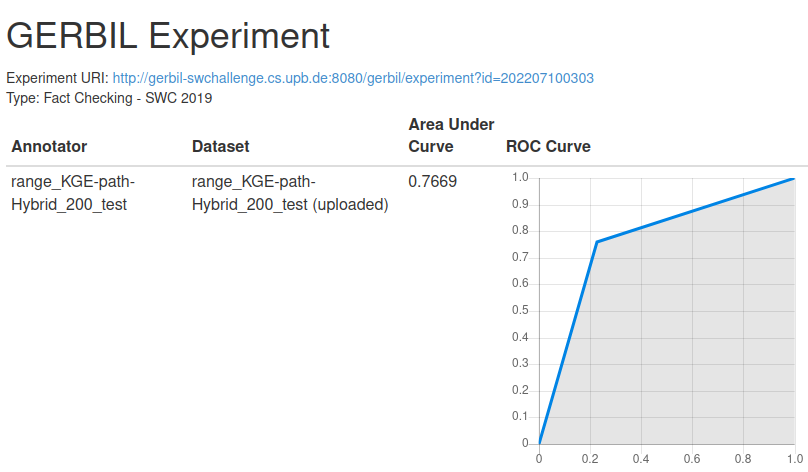 GERBIL Experiment
Experiment URI: http://gerbil-swchallenge.cs.upb.de:8080/gerbil/experiment?id=202207100303
Type: Fact Checking - SWC 2019
Area Under
Annotator Dataset Curve ROC Curve
range_KGE-path- range_KGE-path- 0.7669
Hybrid_200_test Hybrid_200_test (uploaded)
1.0
0.9
0.8
0.7
0.6
0.5
0.4
0.3
0.2
0.1
0
0 0.2 0.4 0.6 0.8 1.0